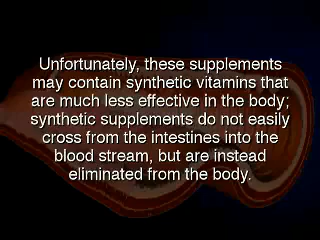 Unfortunately, these supplements
may contain synthetic vitamins that
are much less effective in the body;
synthetic supplements do not easily
cross from the intestines into the
blood stream, but are instead
eliminated from the body.